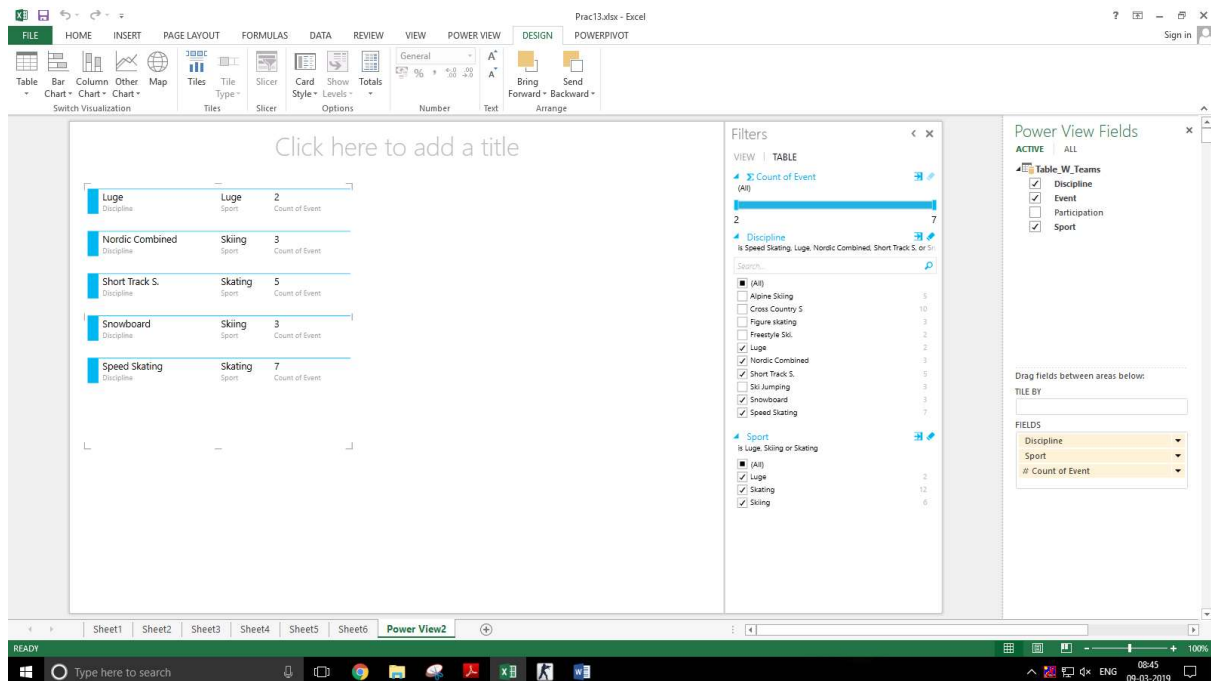 Prac13.xlsx - Excel
Sign in
FILE HOME INSERT PAGE LAYOUT FORMULAS DATA REVIEW VIEW POWER VIEW DESIGN POWERPIVOT
General
Table Bar Chart Column Chart Other Chart Map Tiles Tile Type Slicer Card Style Show Levels Totals Bring Forward Send Backward
Switch Visualization Tiles Slicer Options Number Text Arrange
Click here to add a title
Luge Luge 2
Discipline Sport Count of Event
Nordic Combined Skiing 3
Discipline Sport Count of Event
Short Track S. Skating 5
Discipline Sport Count of Event
Snowboard Skiing 3
Discipline Sport Count of Event
Speed Skating Skating 7
Discipline Sport Count of Event
Filters
VIEW | TABLE
Σ Count of Event
(All)
2 7
Discipline
is Speed Skating, Luge, Nordic Combined, Short Track S. or Sn
Search...
(All)
Alpine Skiing 5
Cross Country S 10
Figure skating 3
Freestyle Ski. 2
Luge 2
Nordic Combined 3
Short Track S. 5
Ski Jumping 3
Snowboard 3
Speed Skating 7
Sport
is Luge, Skiing or Skating
(All)
Luge 2
Skating 12
Skiing 6
Power View Fields
ACTIVE ALL
Table_W_Teams
Discipline
Event
Participation
Sport
Drag fields between areas below:
TILE BY
FIELDS
Discipline
Sport
# Count of Event
Sheet1 Sheet2 Sheet3 Sheet4 Sheet5 Sheet6 Power View2
READY
100%
Type here to search
ENG
08:45
09-03-2019